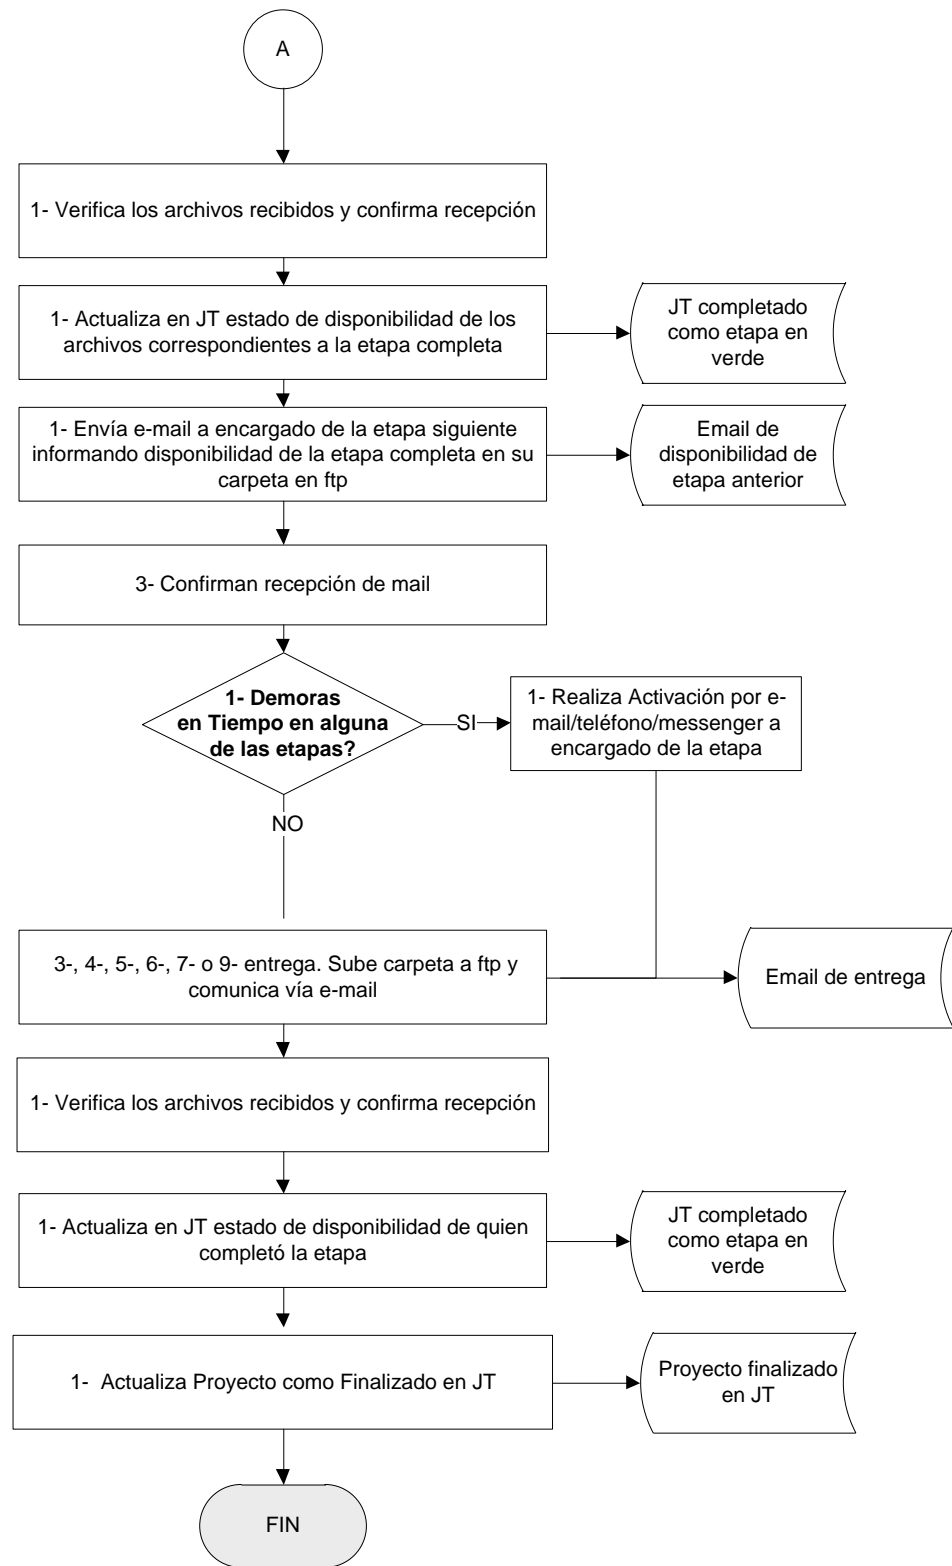 A
1- Verifica los archivos recibidos y confirma recepción
1- Actualiza en JT estado de disponibilidad de los
archivos correspondientes a la etapa completa
JT completado
como etapa en
verde
1- Envía e-mail a encargado de la etapa siguiente
informando disponibilidad de la etapa completa en su
carpeta en ftp
Email de
disponibilidad de
etapa anterior
3- Confirman recepción de mail
1- Demoras
en Tiempo en alguna
de las etapas?
SI
1- Realiza Activación por e-
mail/teléfono/messenger a
encargado de la etapa
NO
3-, 4-, 5-, 6-, 7- o 9- entrega. Sube carpeta a ftp y
comunica vía e-mail
Email de entrega
1- Verifica los archivos recibidos y confirma recepción
1- Actualiza en JT estado de disponibilidad de quien
completó la etapa
JT completado
como etapa en
verde
1- Actualiza Proyecto como Finalizado en JT
Proyecto finalizado
en JT
FIN